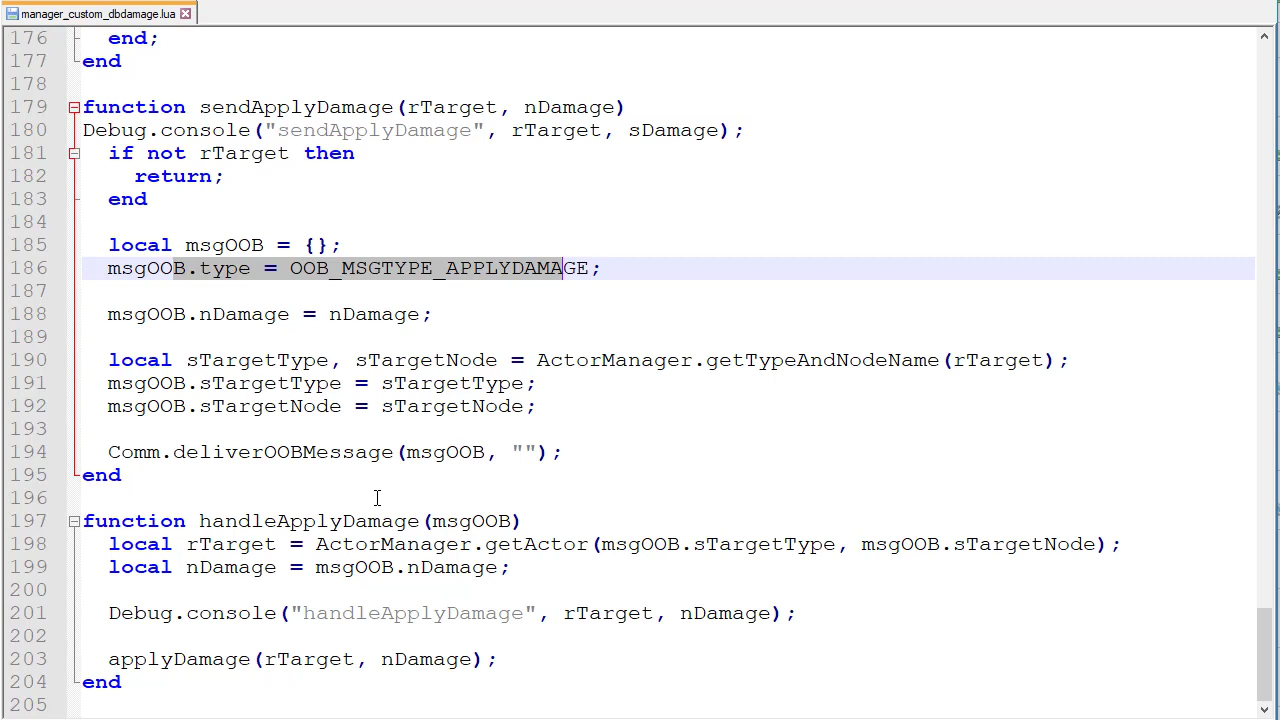 manager_custom_dbdamage.lua
176 end;
177 end
178
179 function sendApplyDamage(rTarget, nDamage)
180 Debug.console("sendApplyDamage", rTarget, sDamage);
181 if not rTarget then
182 return;
183 end
184
185 local msgOOB = {};
186 msgOOB.type = OOB_MSGTYPE_APPLYDAMAGE;
187
188 msgOOB.nDamage = nDamage;
189
190 local sTargetType, sTargetNode = ActorManager.getTypeAndNodeName(rTarget);
191 msgOOB.sTargetType = sTargetType;
192 msgOOB.sTargetNode = sTargetNode;
193
194 Comm.deliverOOBMessage(msgOOB, "");
195 end
196
197 function handleApplyDamage(msgOOB)
198 local rTarget = ActorManager.getActor(msgOOB.sTargetType, msgOOB.sTargetNode);
199 local nDamage = msgOOB.nDamage;
200
201 Debug.console("handleApplyDamage", rTarget, nDamage);
202
203 applyDamage(rTarget, nDamage);
204 end
205